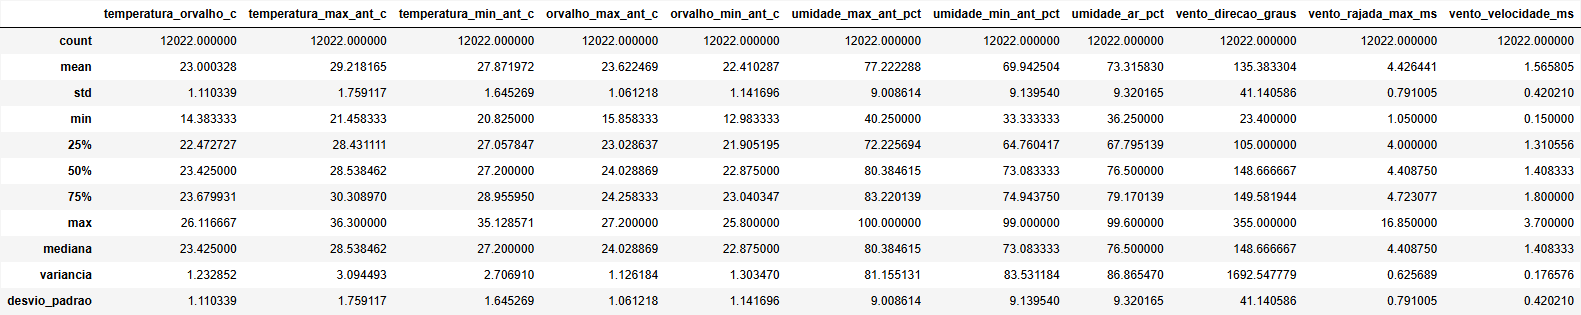 temperatura_orvalho_c temperatura_max_ant_c temperatura_min_ant_c orvalho_max_ant_c orvalho_min_ant_c umidade_max_ant_pct umidade_min_ant_pct umidade_ar_pct vento_direcao_graus vento_rajada_max_ms vento_velocidade_ms
count 12022.000000 12022.000000 12022.000000 12022.000000 12022.000000 12022.000000 12022.000000 12022.000000 12022.000000 12022.000000 12022.000000
mean 23.000328 29.218165 27.871972 23.622469 22.410287 77.222288 69.942504 73.315830 135.383304 4.426441 1.565805
std 1.110339 1.759117 1.645269 1.061218 1.141696 9.008614 9.139540 9.320165 41.140586 0.791005 0.420210
min 14.383333 21.458333 20.825000 15.858333 12.983333 40.250000 33.333333 36.250000 23.400000 1.050000 0.150000
25% 22.472727 28.431111 27.057847 23.028637 21.905195 72.225694 64.760417 67.795139 105.000000 4.000000 1.310556
50% 23.425000 28.538462 27.200000 24.028869 22.875000 80.384615 73.083333 76.500000 148.666667 4.408750 1.408333
75% 23.679931 30.308970 28.955950 24.258333 23.040347 83.220139 74.943750 79.170139 149.581944 4.723077 1.800000
max 26.116667 36.300000 35.128571 27.200000 25.800000 100.000000 99.000000 99.600000 355.000000 16.850000 3.700000
mediana 23.425000 28.538462 27.200000 24.028869 22.875000 80.384615 73.083333 76.500000 148.666667 4.408750 1.408333
variancia 1.232852 3.094493 2.706910 1.126184 1.303470 81.155131 83.531184 86.865470 1692.547779 0.625689 0.176576
desvio_padrao 1.110339 1.759117 1.645269 1.061218 1.141696 9.008614 9.139540 9.320165 41.140586 0.791005 0.420210